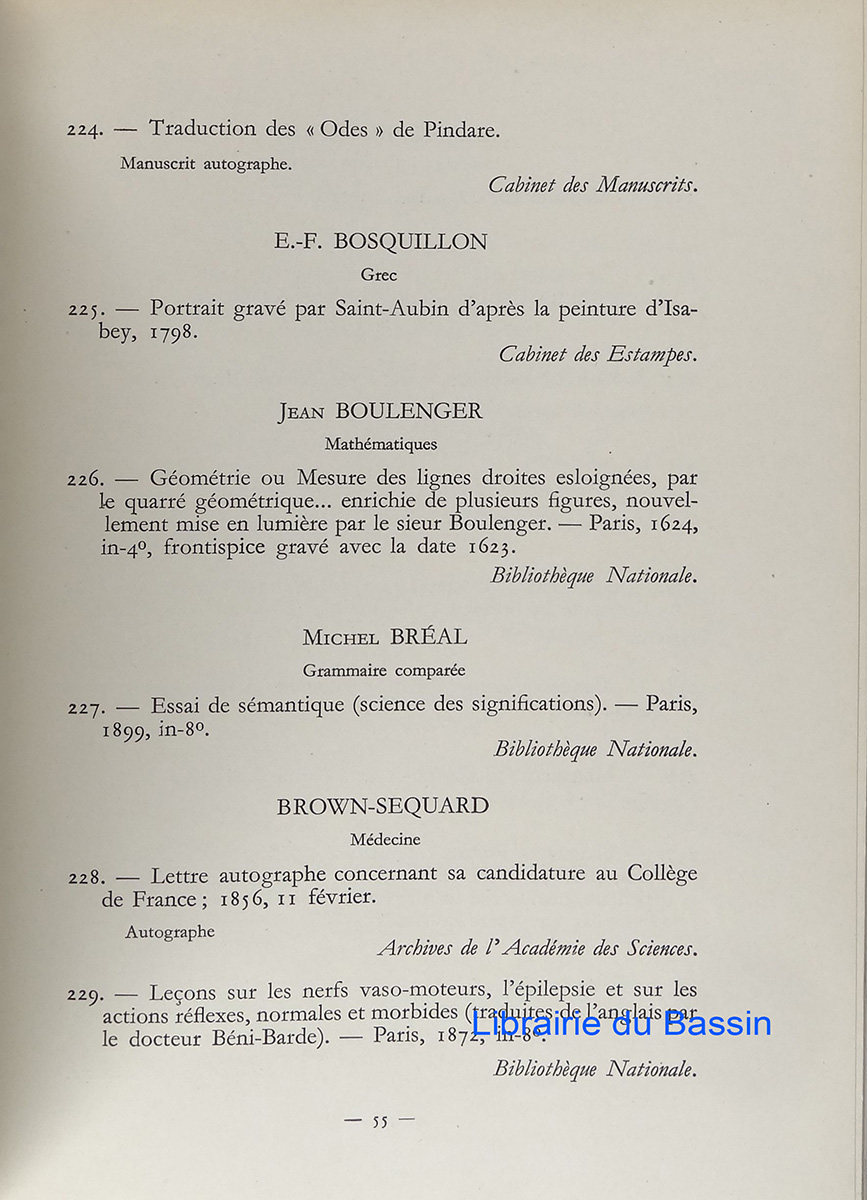 224. — Traduction des « Odes » de Pindare.
Manuscrit autographe.
Cabinet des Manuscrits.
E.-F. BOSQUILLON
Grec
225. — Portrait gravé par Saint-Aubin d'après la peinture d'Isa-
bey, 1798.
Cabinet des Estampes.
JEAN BOULENGER
Mathématiques
226. — Géométrie ou Mesure des lignes droites esloignées, par
le quarré géométrique... enrichie de plusieurs figures, nouvel-
lement mise en lumière par le sieur Boulenger. — Paris, 1624,
in-4º, frontispice gravé avec la date 1623.
Bibliothèque Nationale.
MICHEL BRÉAL
Grammaire comparée
227. — Essai de sémantique (science des significations). — Paris,
1899, in-8º.
Bibliothèque Nationale.
BROWN-SEQUARD
Médecine
228. — Lettre autographe concernant sa candidature au Collège
de France ; 1856, 11 février.
Autographe
Archives de l'Académie des Sciences.
229. — Leçons sur les nerfs vaso-moteurs, l'épilepsie et sur les
actions réflexes, normales et morbides (traduites de l'anglais par
le docteur Béni-Barde). — Paris, 1872, in-8º.
Librairie du Bassin
Bibliothèque Nationale.
— 55 —